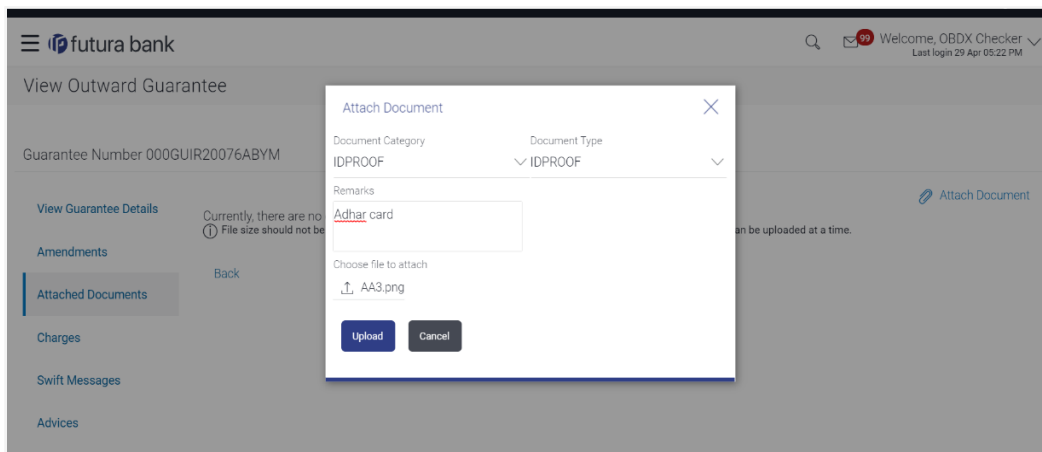 futura bank
99
Welcome, OBDX Checker
Last login 29 Apr 05:22 PM
View Outward Guarantee
Attach Document
Guarantee Number 000GUIR20076ABYM
Document Category
Document Type
IDPROOF
IDPROOF
Remarks
Adhar card
Attach Document
View Guarantee Details
Currently, there are no
File size should not be
an be uploaded at a time.
Amendments
Choose file to attach
Back
AA3.png
Attached Documents
Upload
Cancel
Charges
Swift Messages
Advices